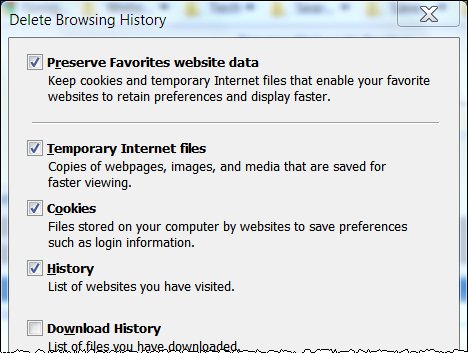 Delete Browsing History
Preserve Favorites website data
Keep cookies and temporary Internet files that enable your favorite
websites to retain preferences and display faster.
Temporary Internet files
Copies of webpages, images, and media that are saved for
faster viewing.
Cookies
Files stored on your computer by websites to save preferences
such as login information.
History
List of websites you have visited.
Download History
List of files you have downloaded.